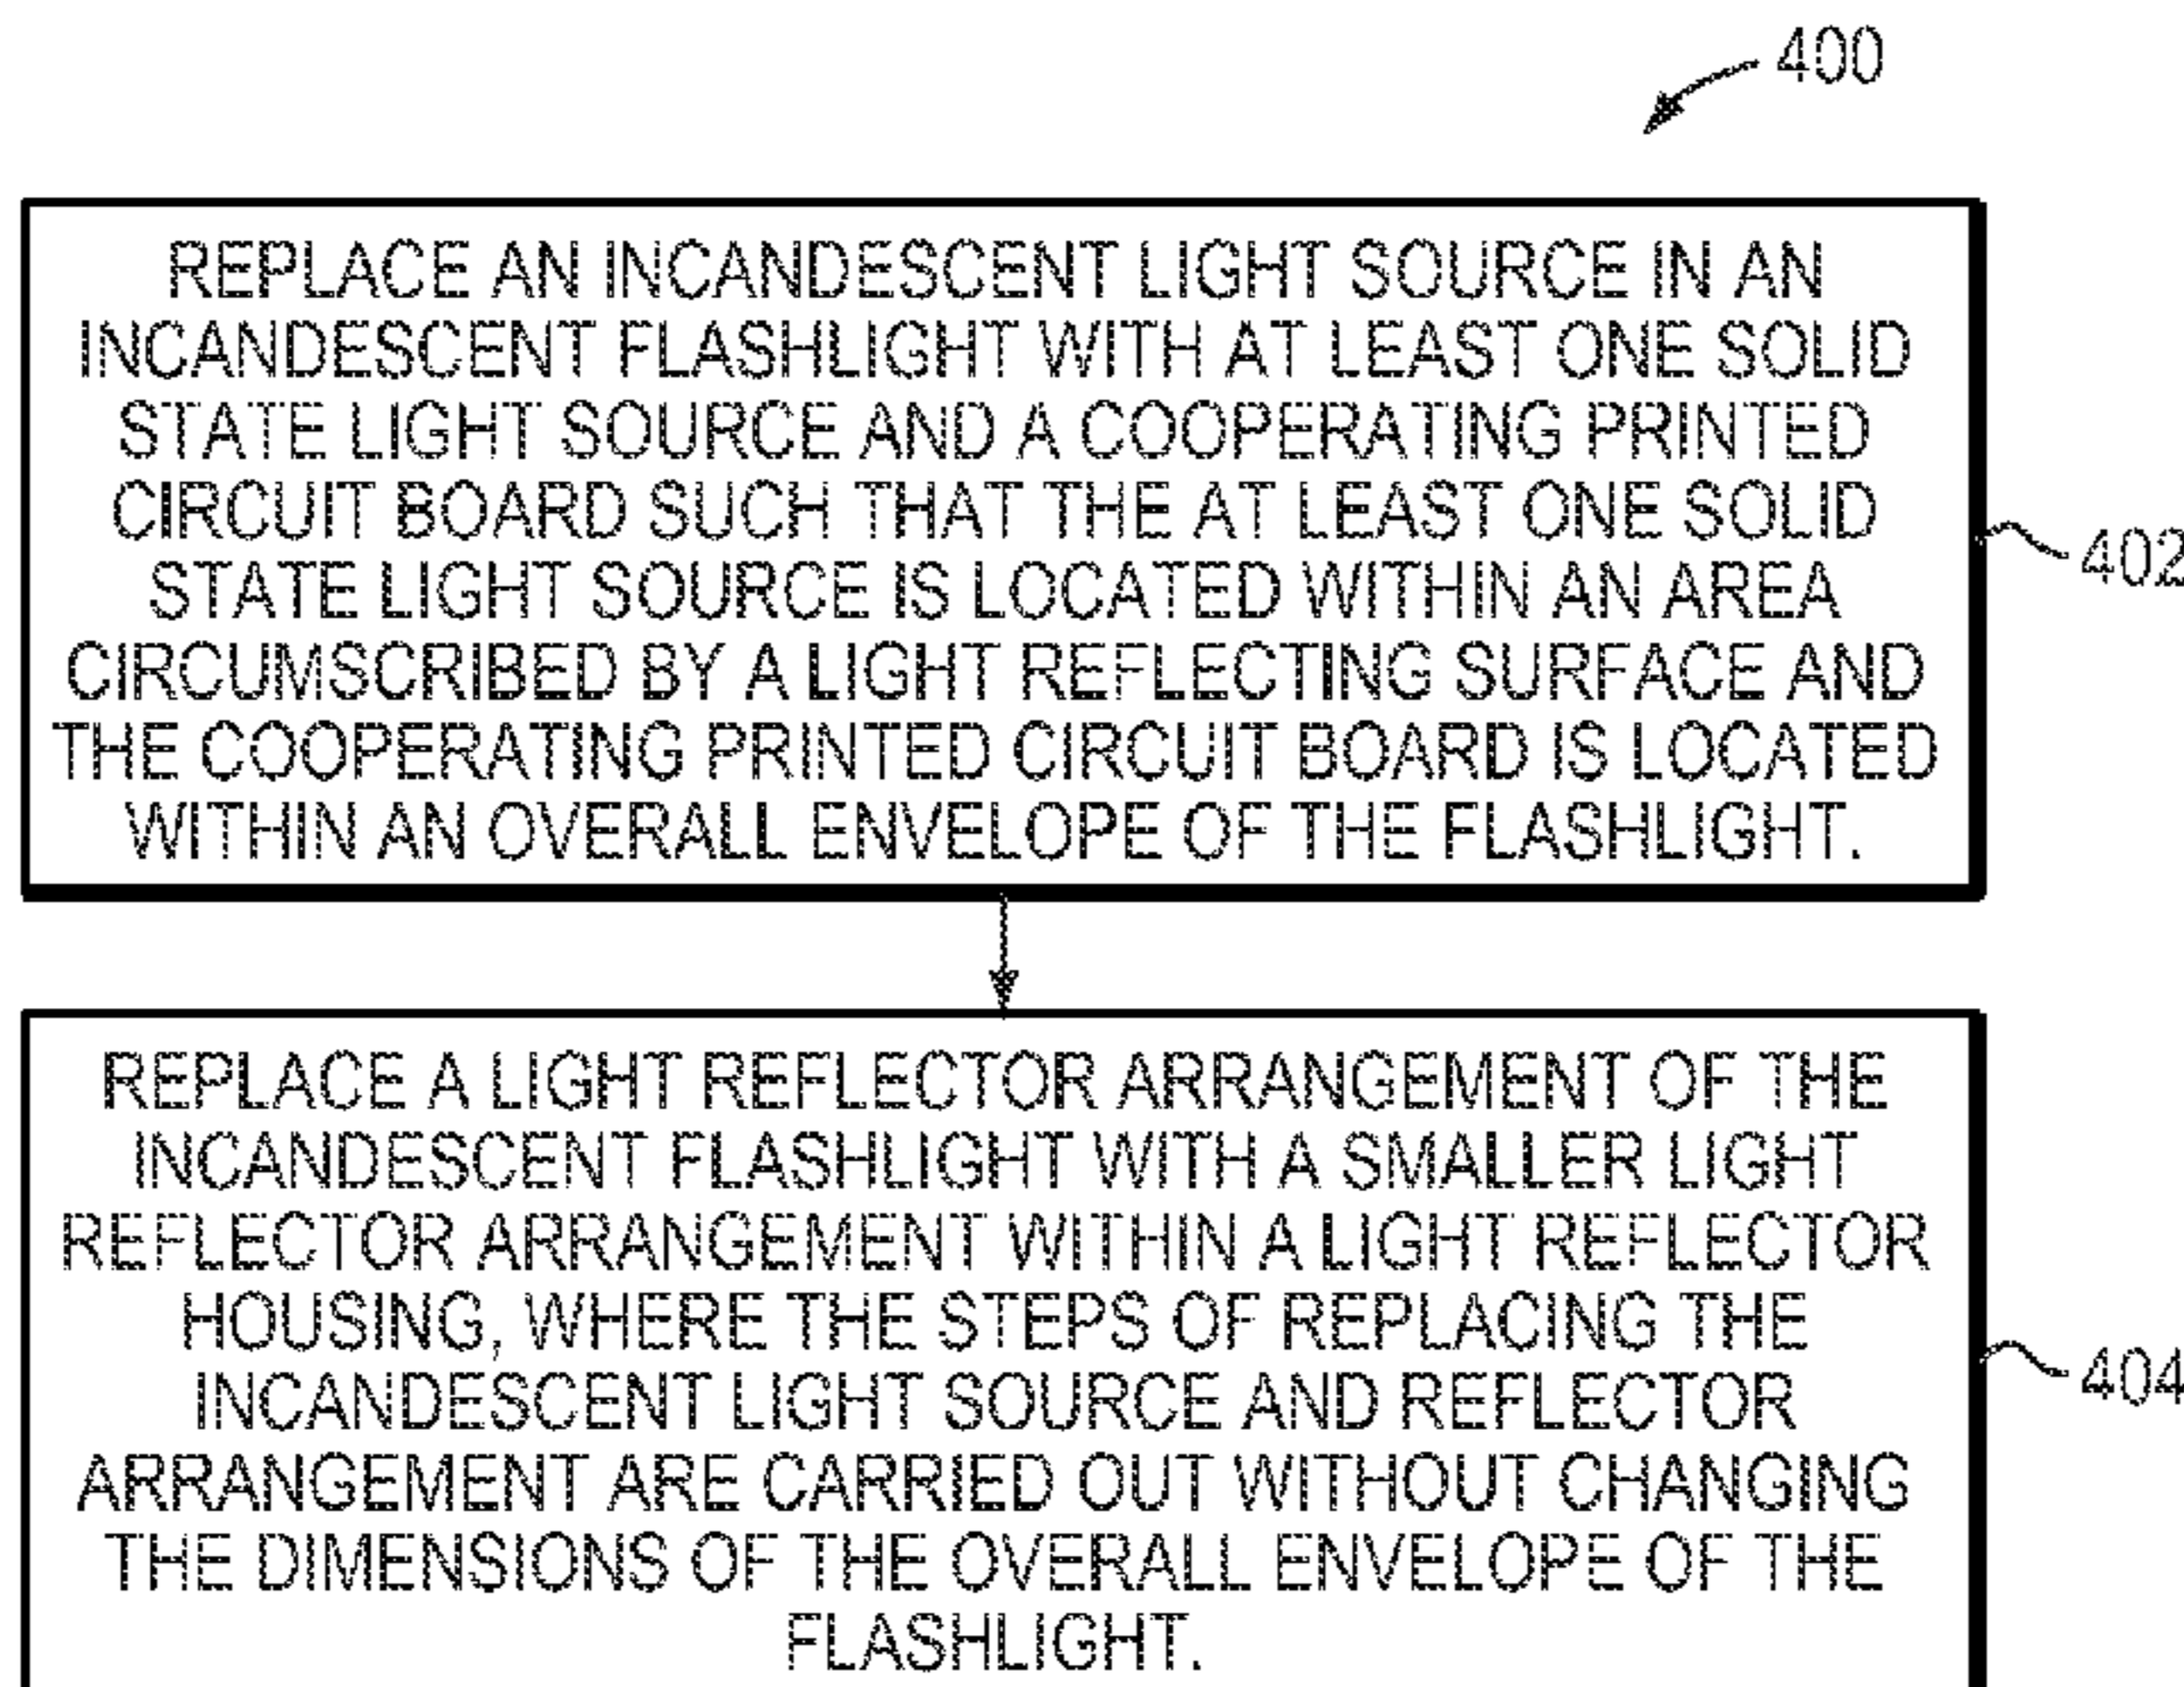 400
REPLACE AN INCANDESCENT LIGHT SOURCE IN AN
INCANDESCENT FLASHLIGHT WITH AT LEAST ONE SOLID
STATE LIGHT SOURCE AND A COOPERATING PRINTED
CIRCUIT BOARD SUCH THAT THE AT LEAST ONE SOLID
STATE LIGHT SOURCE IS LOCATED WITHIN AN AREA
CIRCUMSCRIBED BY A LIGHT REFLECTING SURFACE AND
THE COOPERATING PRINTED CIRCUIT BOARD IS LOCATED
WITHIN AN OVERALL ENVELOPE OF THE FLASHLIGHT.
402
REPLACE A LIGHT REFLECTOR ARRANGEMENT OF THE
INCANDESCENT FLASHLIGHT WITH A SMALLER LIGHT
REFLECTOR ARRANGEMENT WITHIN A LIGHT REFLECTOR
HOUSING, WHERE THE STEPS OF REPLACING THE
INCANDESCENT LIGHT SOURCE AND REFLECTOR
ARRANGEMENT ARE CARRIED OUT WITHOUT CHANGING
THE DIMENSIONS OF THE OVERALL ENVELOPE OF THE
FLASHLIGHT.
404